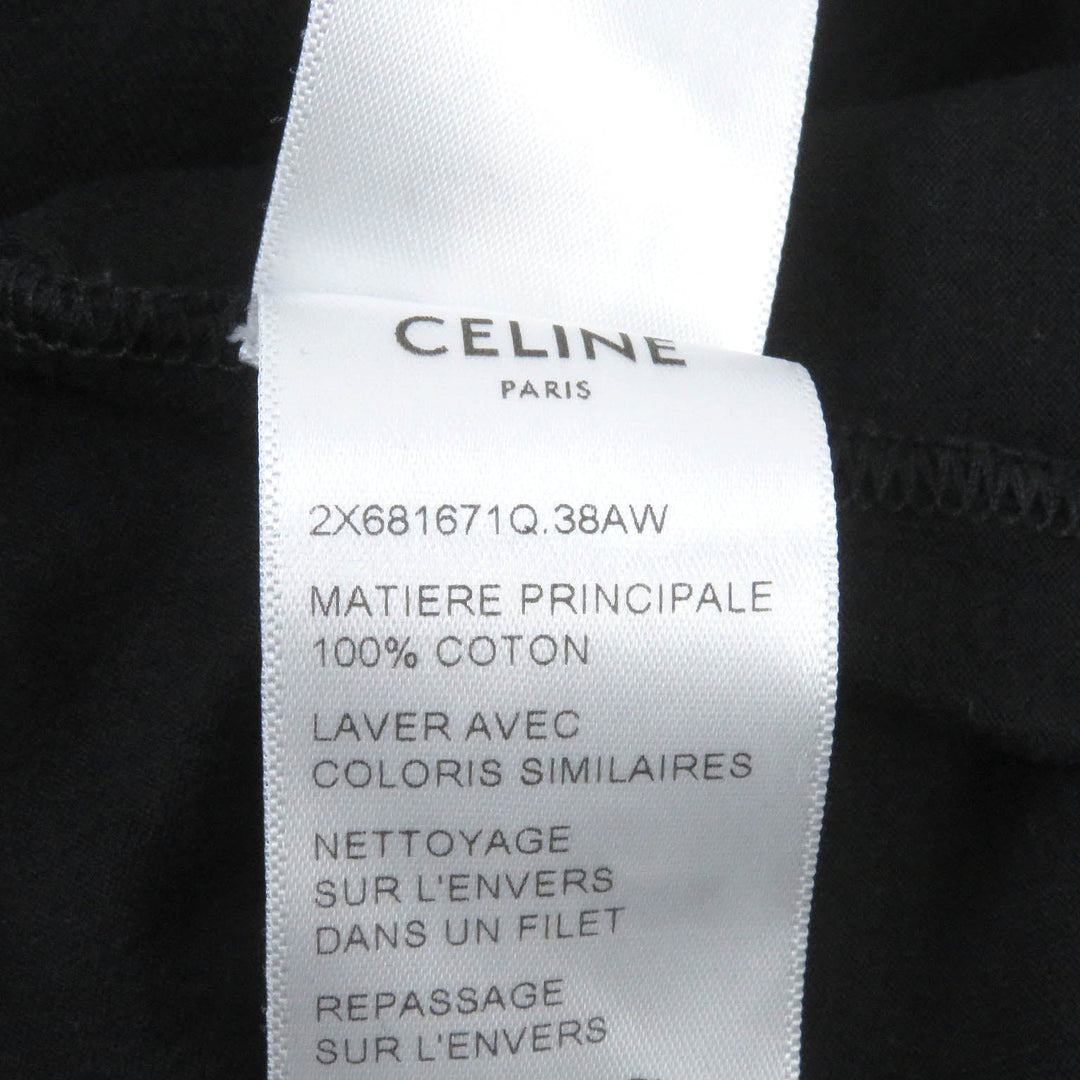 CELINE
PARIS
2X681671Q.38AW
MATIERE PRINCIPALE
100% COTON
LAVER AVEC
COLORIS SIMILAIRES
NETTOYAGE
SUR L'ENVERS
DANS UN FILET
REPASSAGE
SUR L'ENVERS